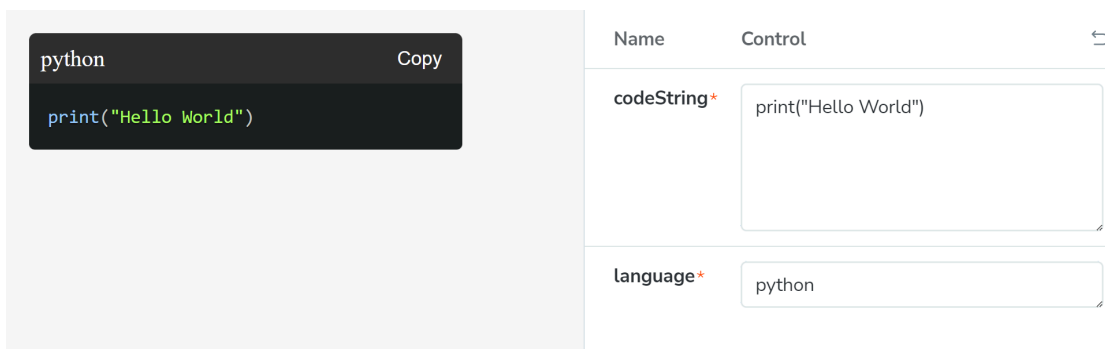 python Copy
print("Hello World")
Name Control
codeString* print("Hello World")
language* python